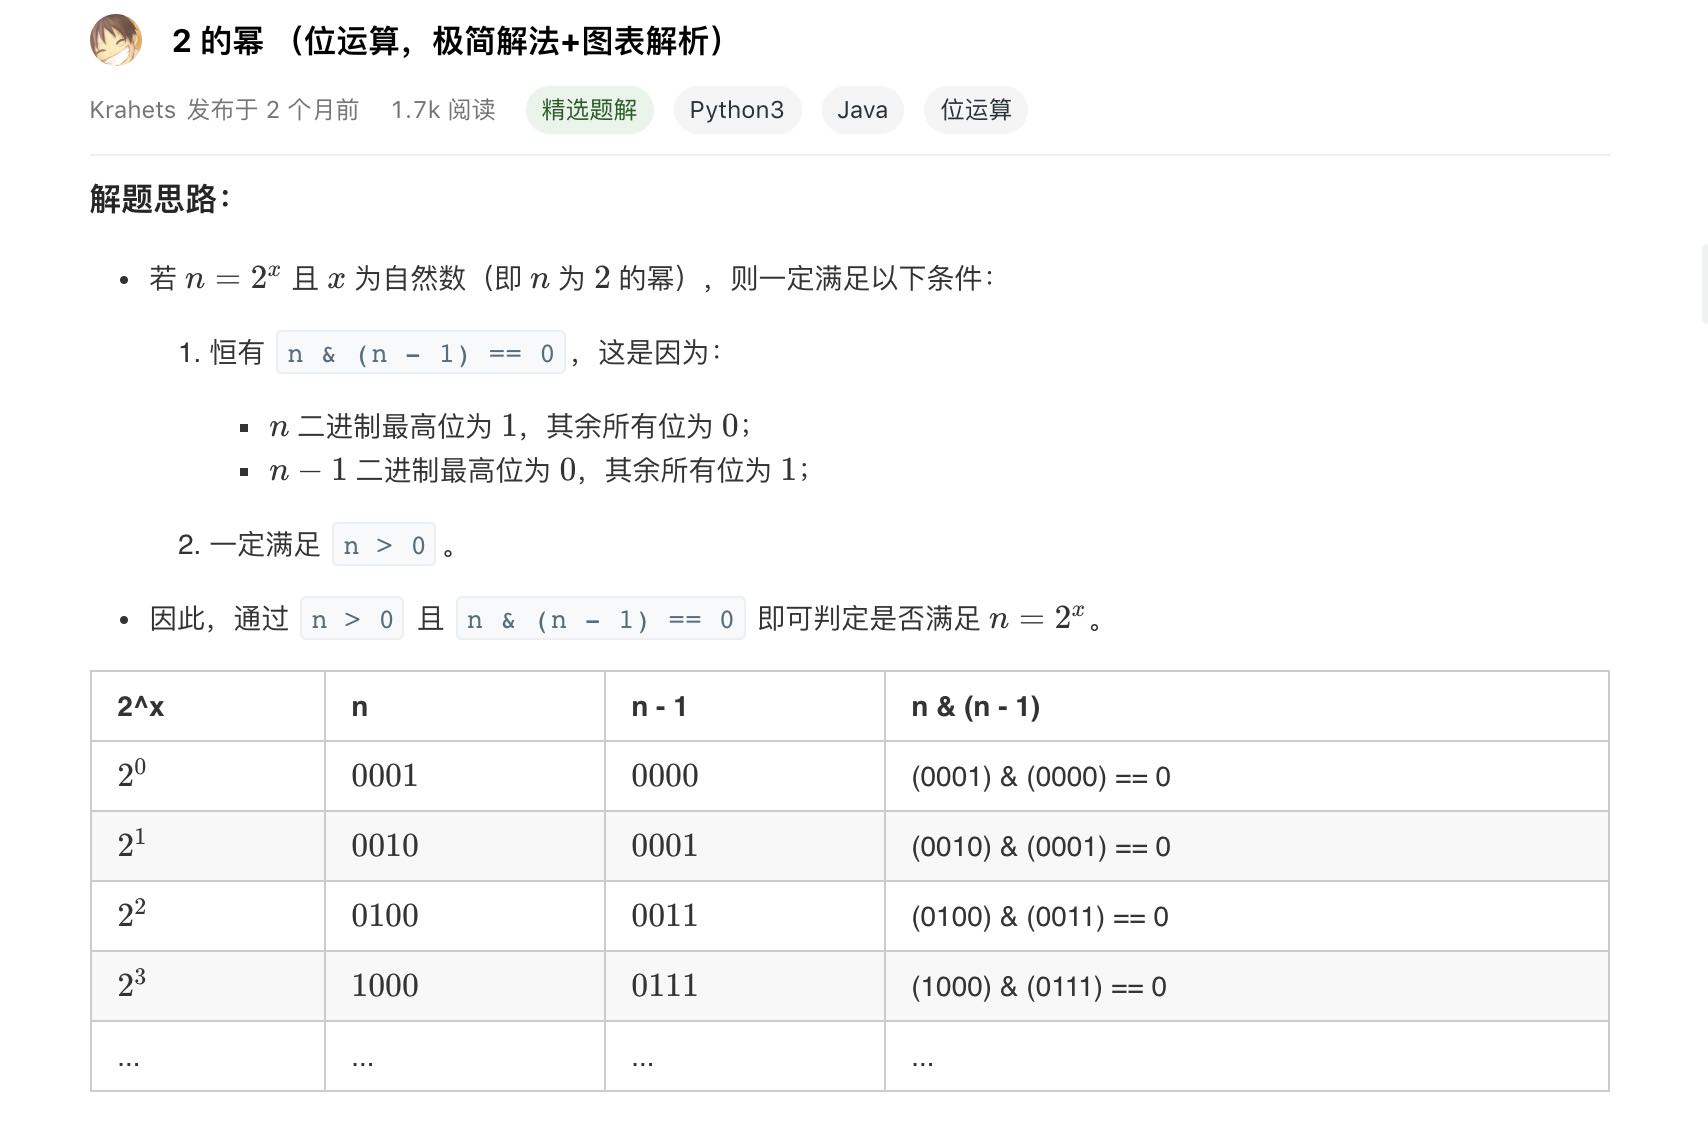 2 的幂 （位运算，极简解法+图表解析）
Krahets 发布于 2 个月前 1.7k 阅读 精选题解 Python3 Java 位运算
解题思路：
• 若 n = 2^x 且 x 为自然数（即 n 为 2 的幂），则一定满足以下条件：
1. 恒有 n & (n - 1) == 0，这是因为：
▪ n 二进制最高位为 1，其余所有位为 0；
▪ n − 1 二进制最高位为 0，其余所有位为 1；
2. 一定满足 n > 0 。
• 因此，通过 n > 0 且 n & (n - 1) == 0 即可判定是否满足 n = 2^x。
2^x n n - 1 n & (n - 1)
2^0 0001 0000 (0001) & (0000) == 0
2^1 0010 0001 (0010) & (0001) == 0
2^2 0100 0011 (0100) & (0011) == 0
2^3 1000 0111 (1000) & (0111) == 0
... ... ... ...